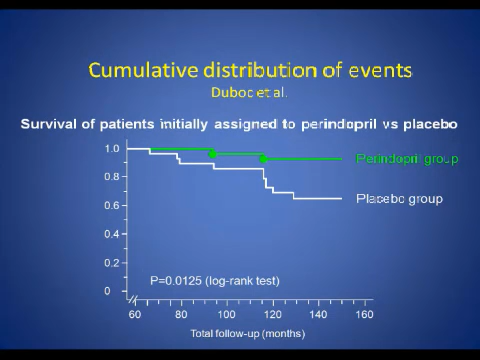 Cumulative distribution of events
Duboc et al.
Survival of patients initially assigned to perindopril vs placebo
1.0
Perindopril group
0.8
Placebo group
0.6
0.4
0.2
P=0.0125 (log-rank test)
0
60 80 100 120 140 160
Total follow-up (months)